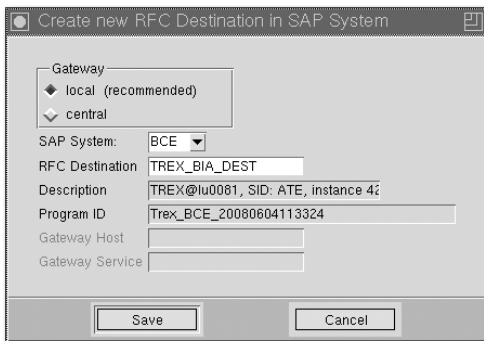 Create new RFC Destination in SAP System
Gateway
local (recommended)
central
SAP System: BCE
RFC Destination TREX_BIA_DEST
Description TREX@lu0081, SID: ATE, instance 42
Program ID Trex_BCE_20080604113324
Gateway Host
Gateway Service
Save Cancel